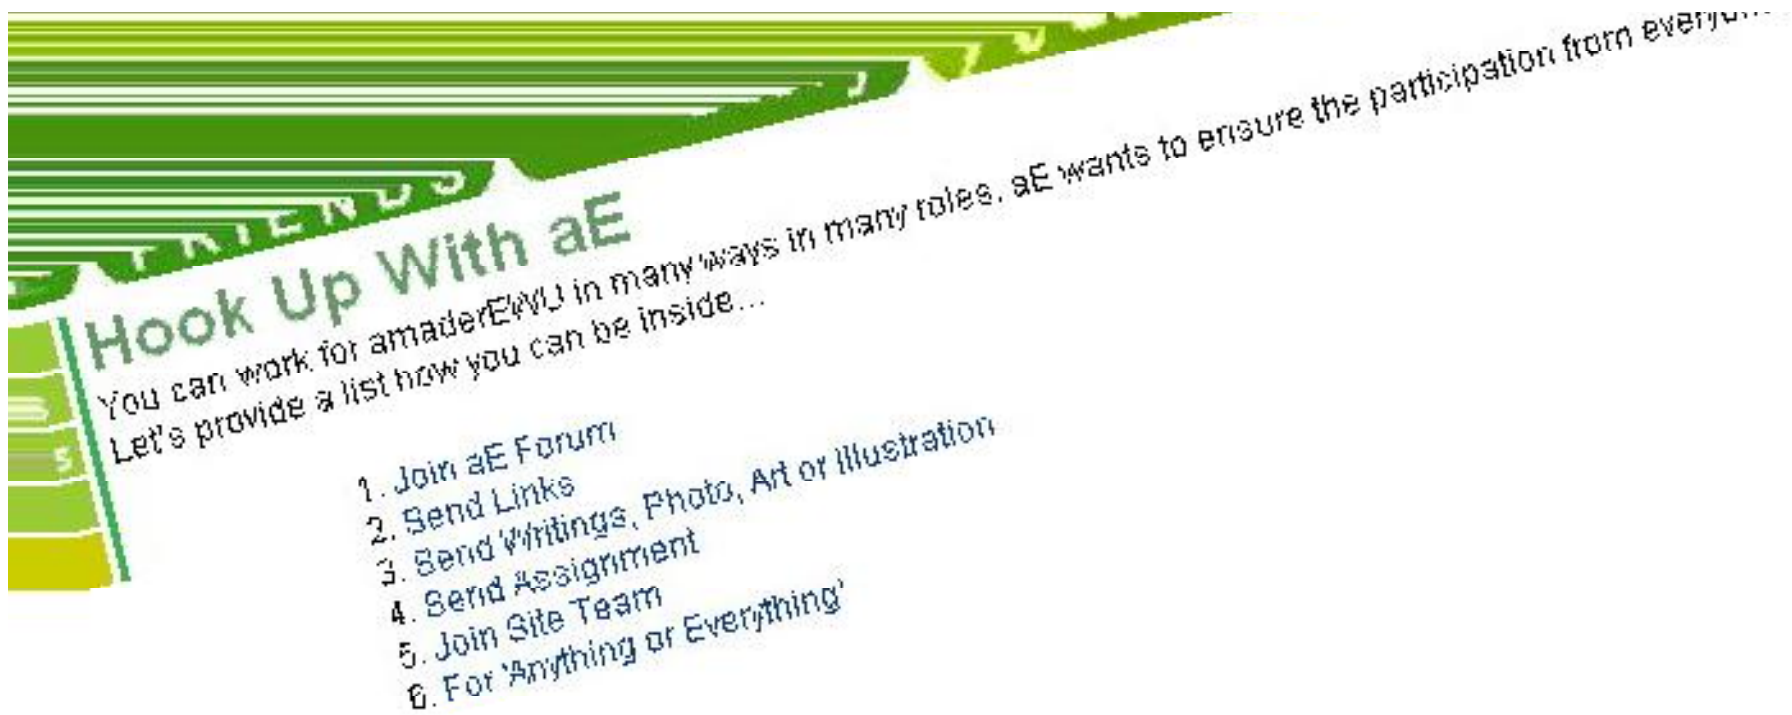 FRIENDS
Hook Up With aE
You can work for amaderEWU in many ways in many roles. aE wants to ensure the participation from
Let's provide a list how you can be inside...
1. Join aE Forum
2. Send Links
3. Send Writings, Photo, Art or Illustration
4. Send Assignment
5. Join Site Team
6. For 'Anything or Everything'